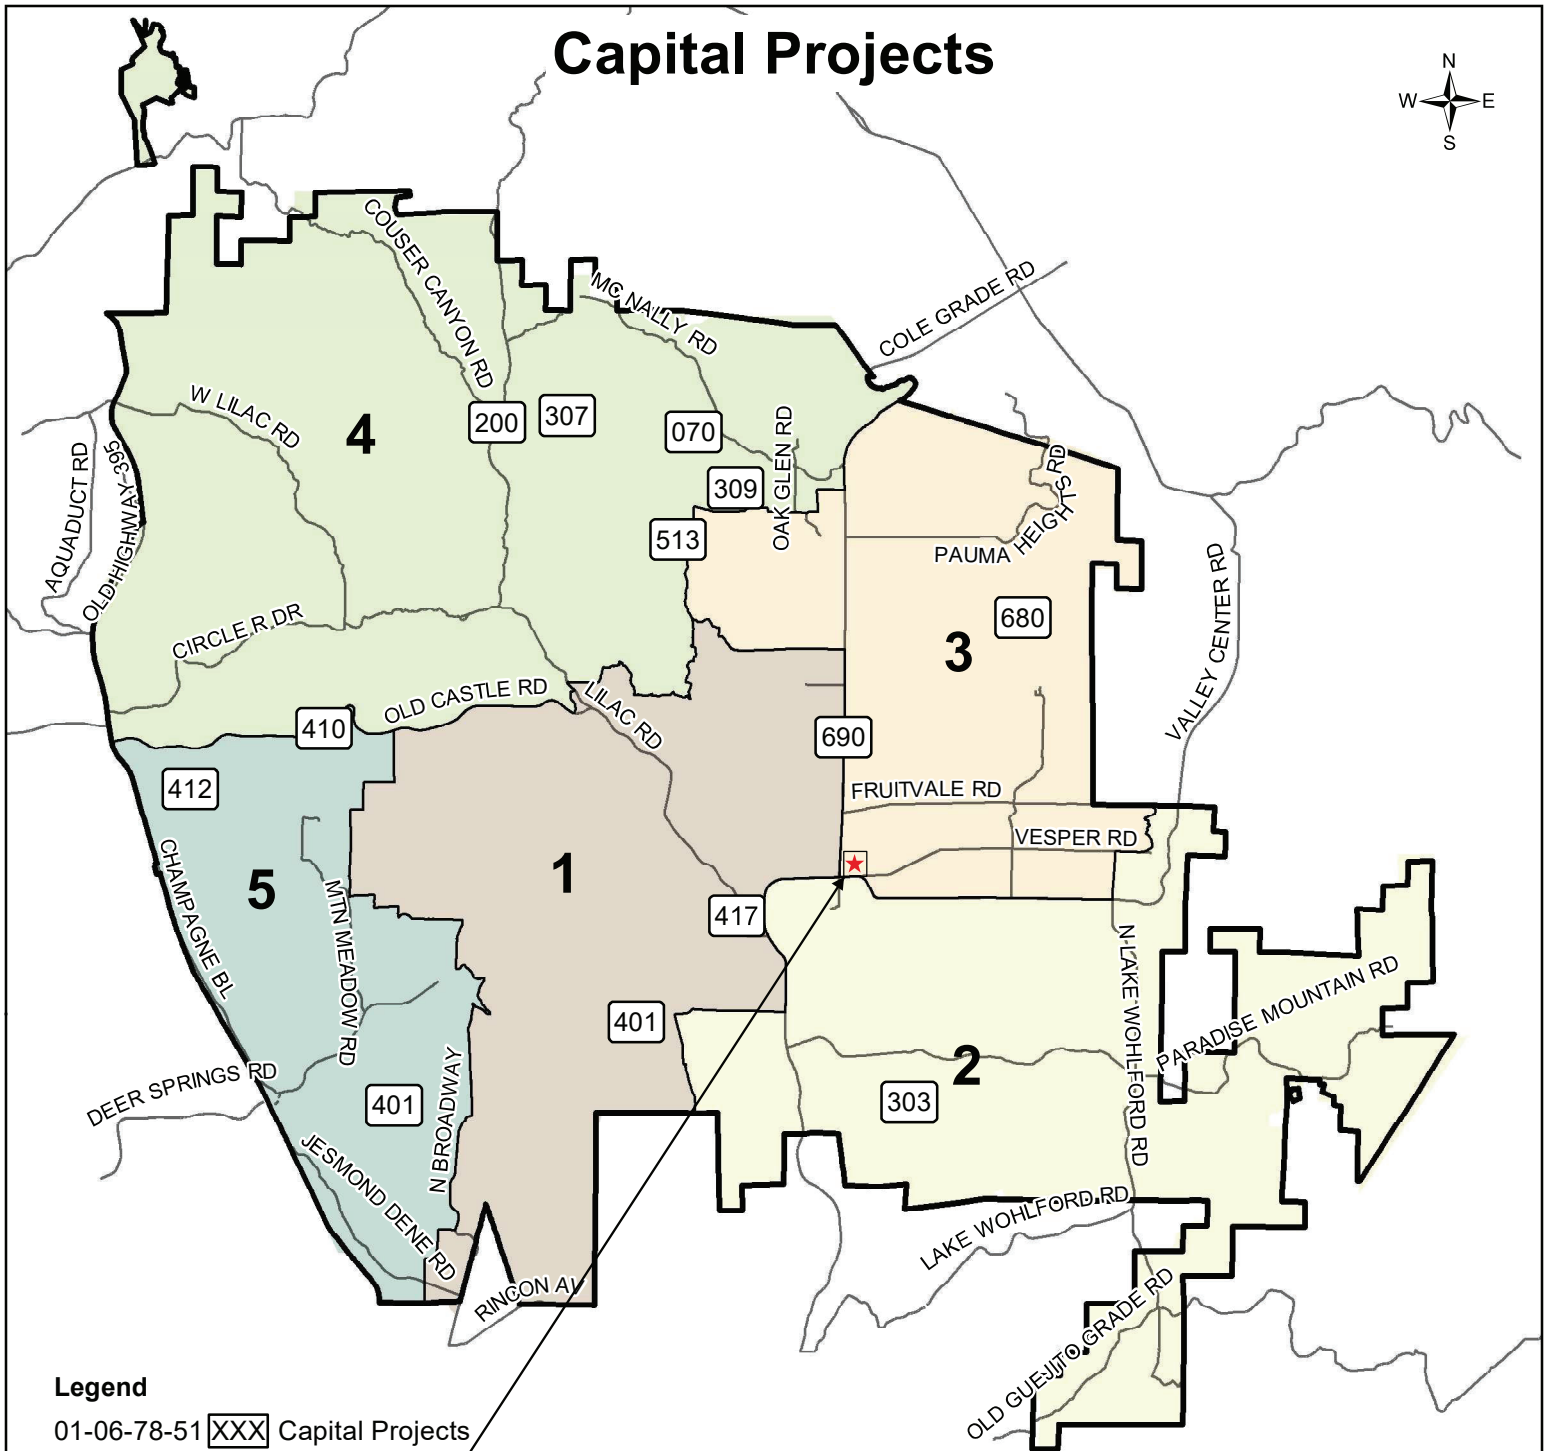 Capital Projects
N
W E
S
COUSER CANYON RD
MC NALLY RD
COLE GRADE RD
W LILAC RD
4
200
307
070
OAK GLEN RD
309
AQUADUCT RD
OLD HIGHWAY 395
513
PAUMA HEIGHTS RD
680
3
VALLEY CENTER RD
CIRCLE R DR
OLD CASTLE RD
LILAC RD
410
690
412
FRUITVALE RD
VESPER RD
CHAMPAGNE BL
5
1
MTN MEADOW RD
417
N LAKE WOHLFORD RD
PARADISE MOUNTAIN RD
401
2
DEER SPRINGS RD
401
303
N BROADWAY
JESMOND DENE RD
LAKE WOHLFORD RD
RINCON AV
OLD GUEJITO GRADE RD
Legend
01-06-78-51 XXX Capital Projects